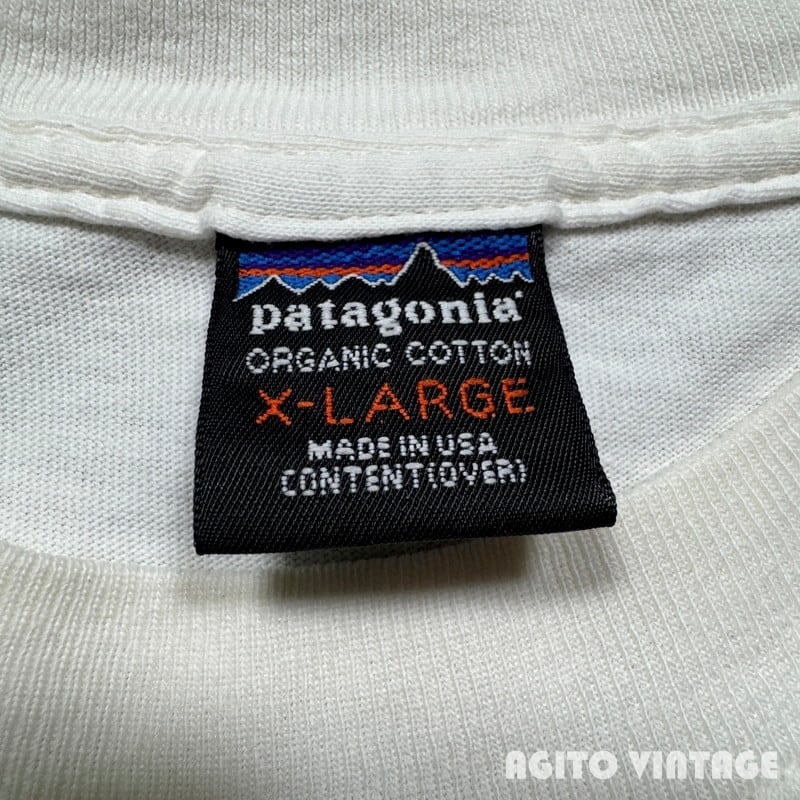 patagonia®
ORGANIC COTTON
X-LARGE
MADE IN USA
CONTENT(OVER)
AGITO VINTAGE